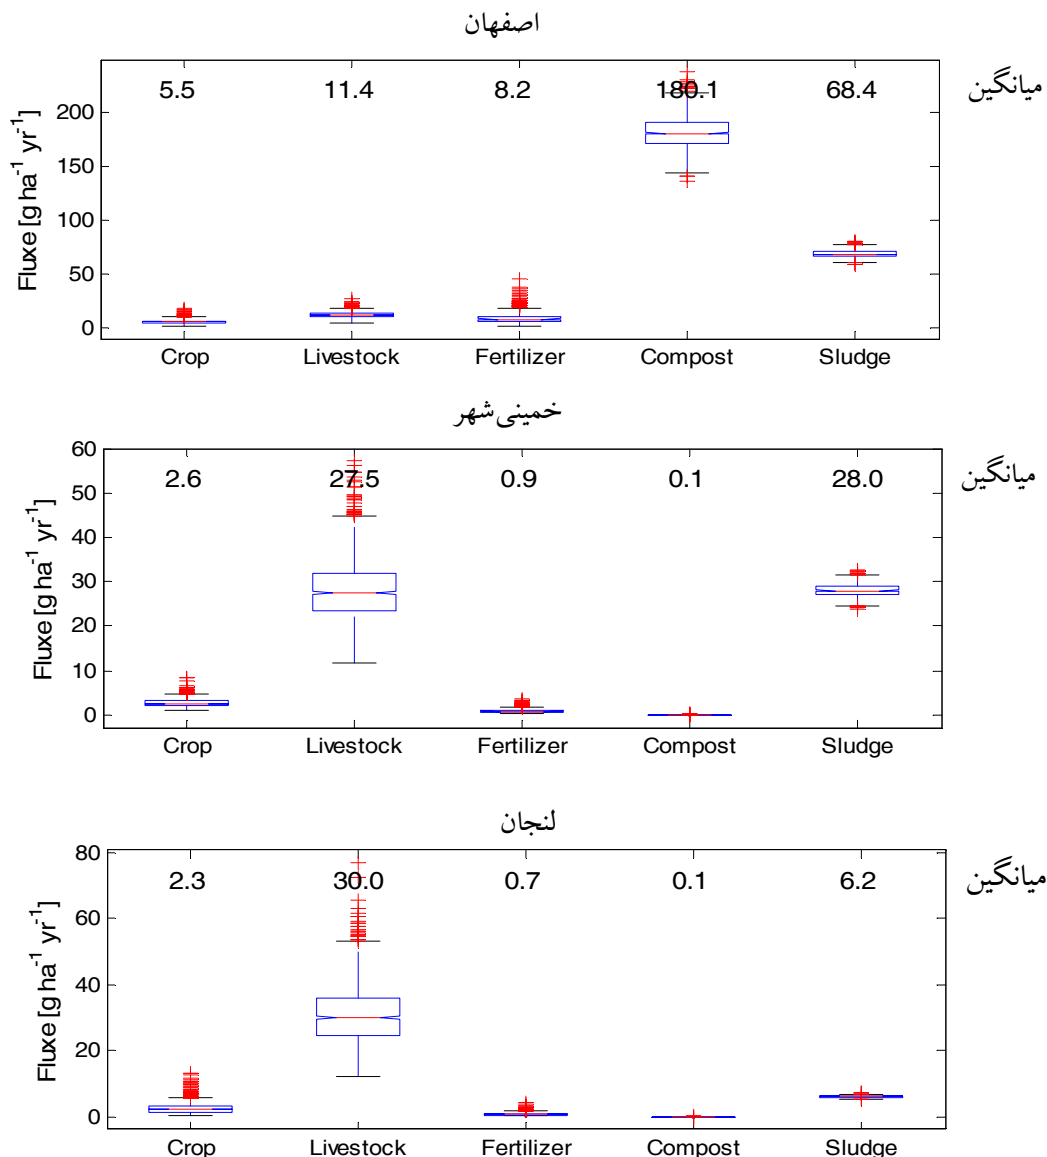 اصفهان
5.5 11.4 8.2 180.1 68.4 میانگین
Fluxe [g ha-1 yr-1]
200
150
100
50
0
Crop Livestock Fertilizer Compost Sludge
خمینی‌شهر
60
2.6 27.5 0.9 0.1 28.0 میانگین
Fluxe [g ha-1 yr-1]
50
40
30
20
10
0
Crop Livestock Fertilizer Compost Sludge
لنجان
80
2.3 30.0 0.7 0.1 6.2 میانگین
Fluxe [g ha-1 yr-1]
60
40
20
0
Crop Livestock Fertilizer Compost Sludge